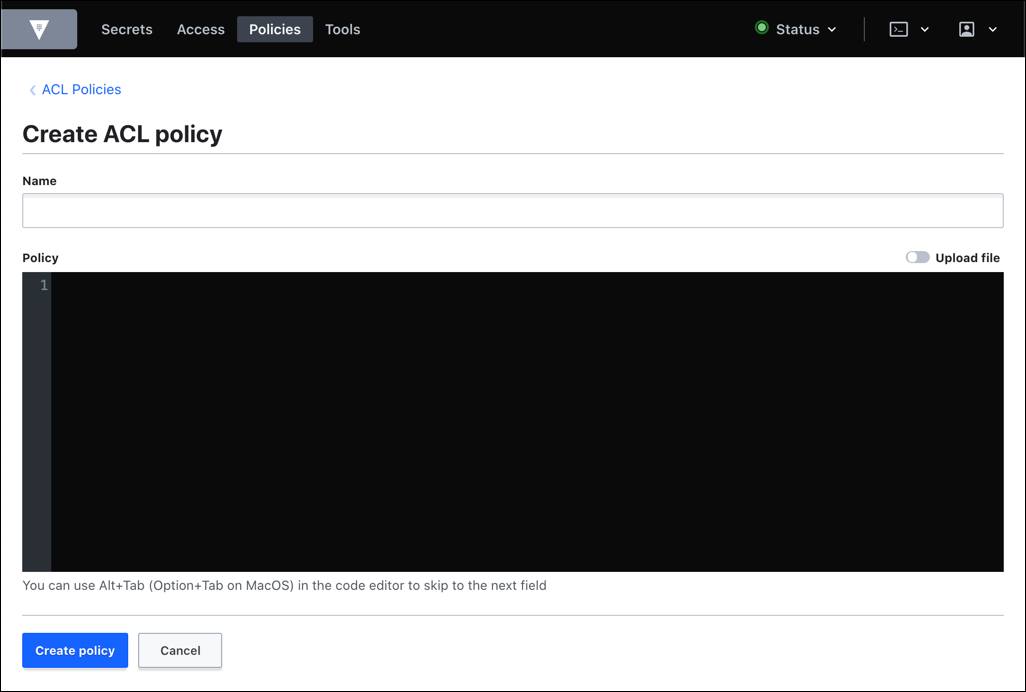 Secrets Access Policies Tools Status
ACL Policies
Create ACL policy
Name
Policy Upload file
1
You can use Alt+Tab (Option+Tab on MacOS) in the code editor to skip to the next field
Create policy Cancel